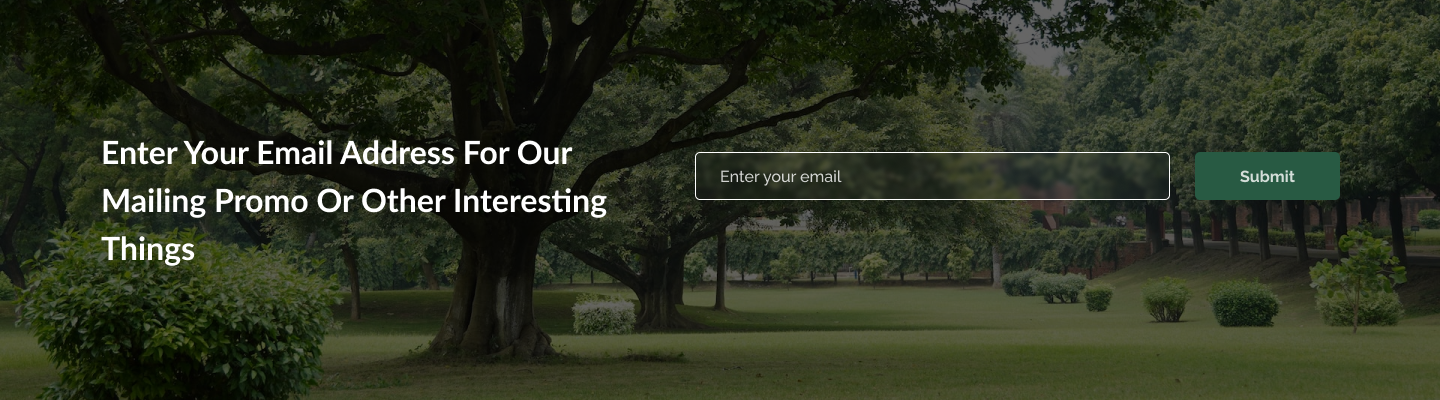 Enter Your Email Address For Our
Mailing Promo Or Other Interesting
Things
Enter your email
Submit